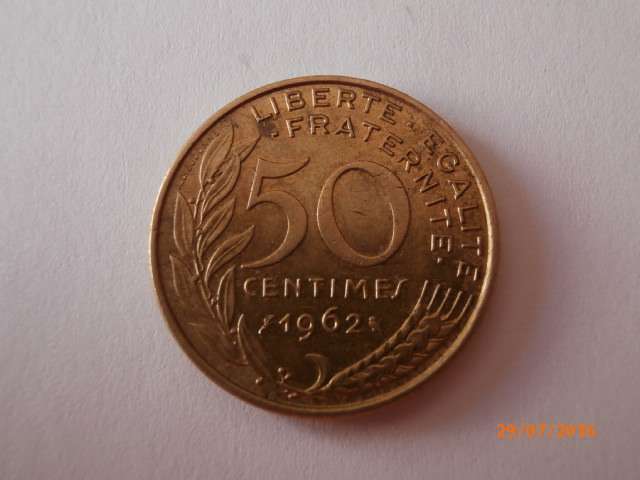 LIBERTE · EGALITE
· FRATERNITE ·
50
CENTIMES
1962
29/07/2016